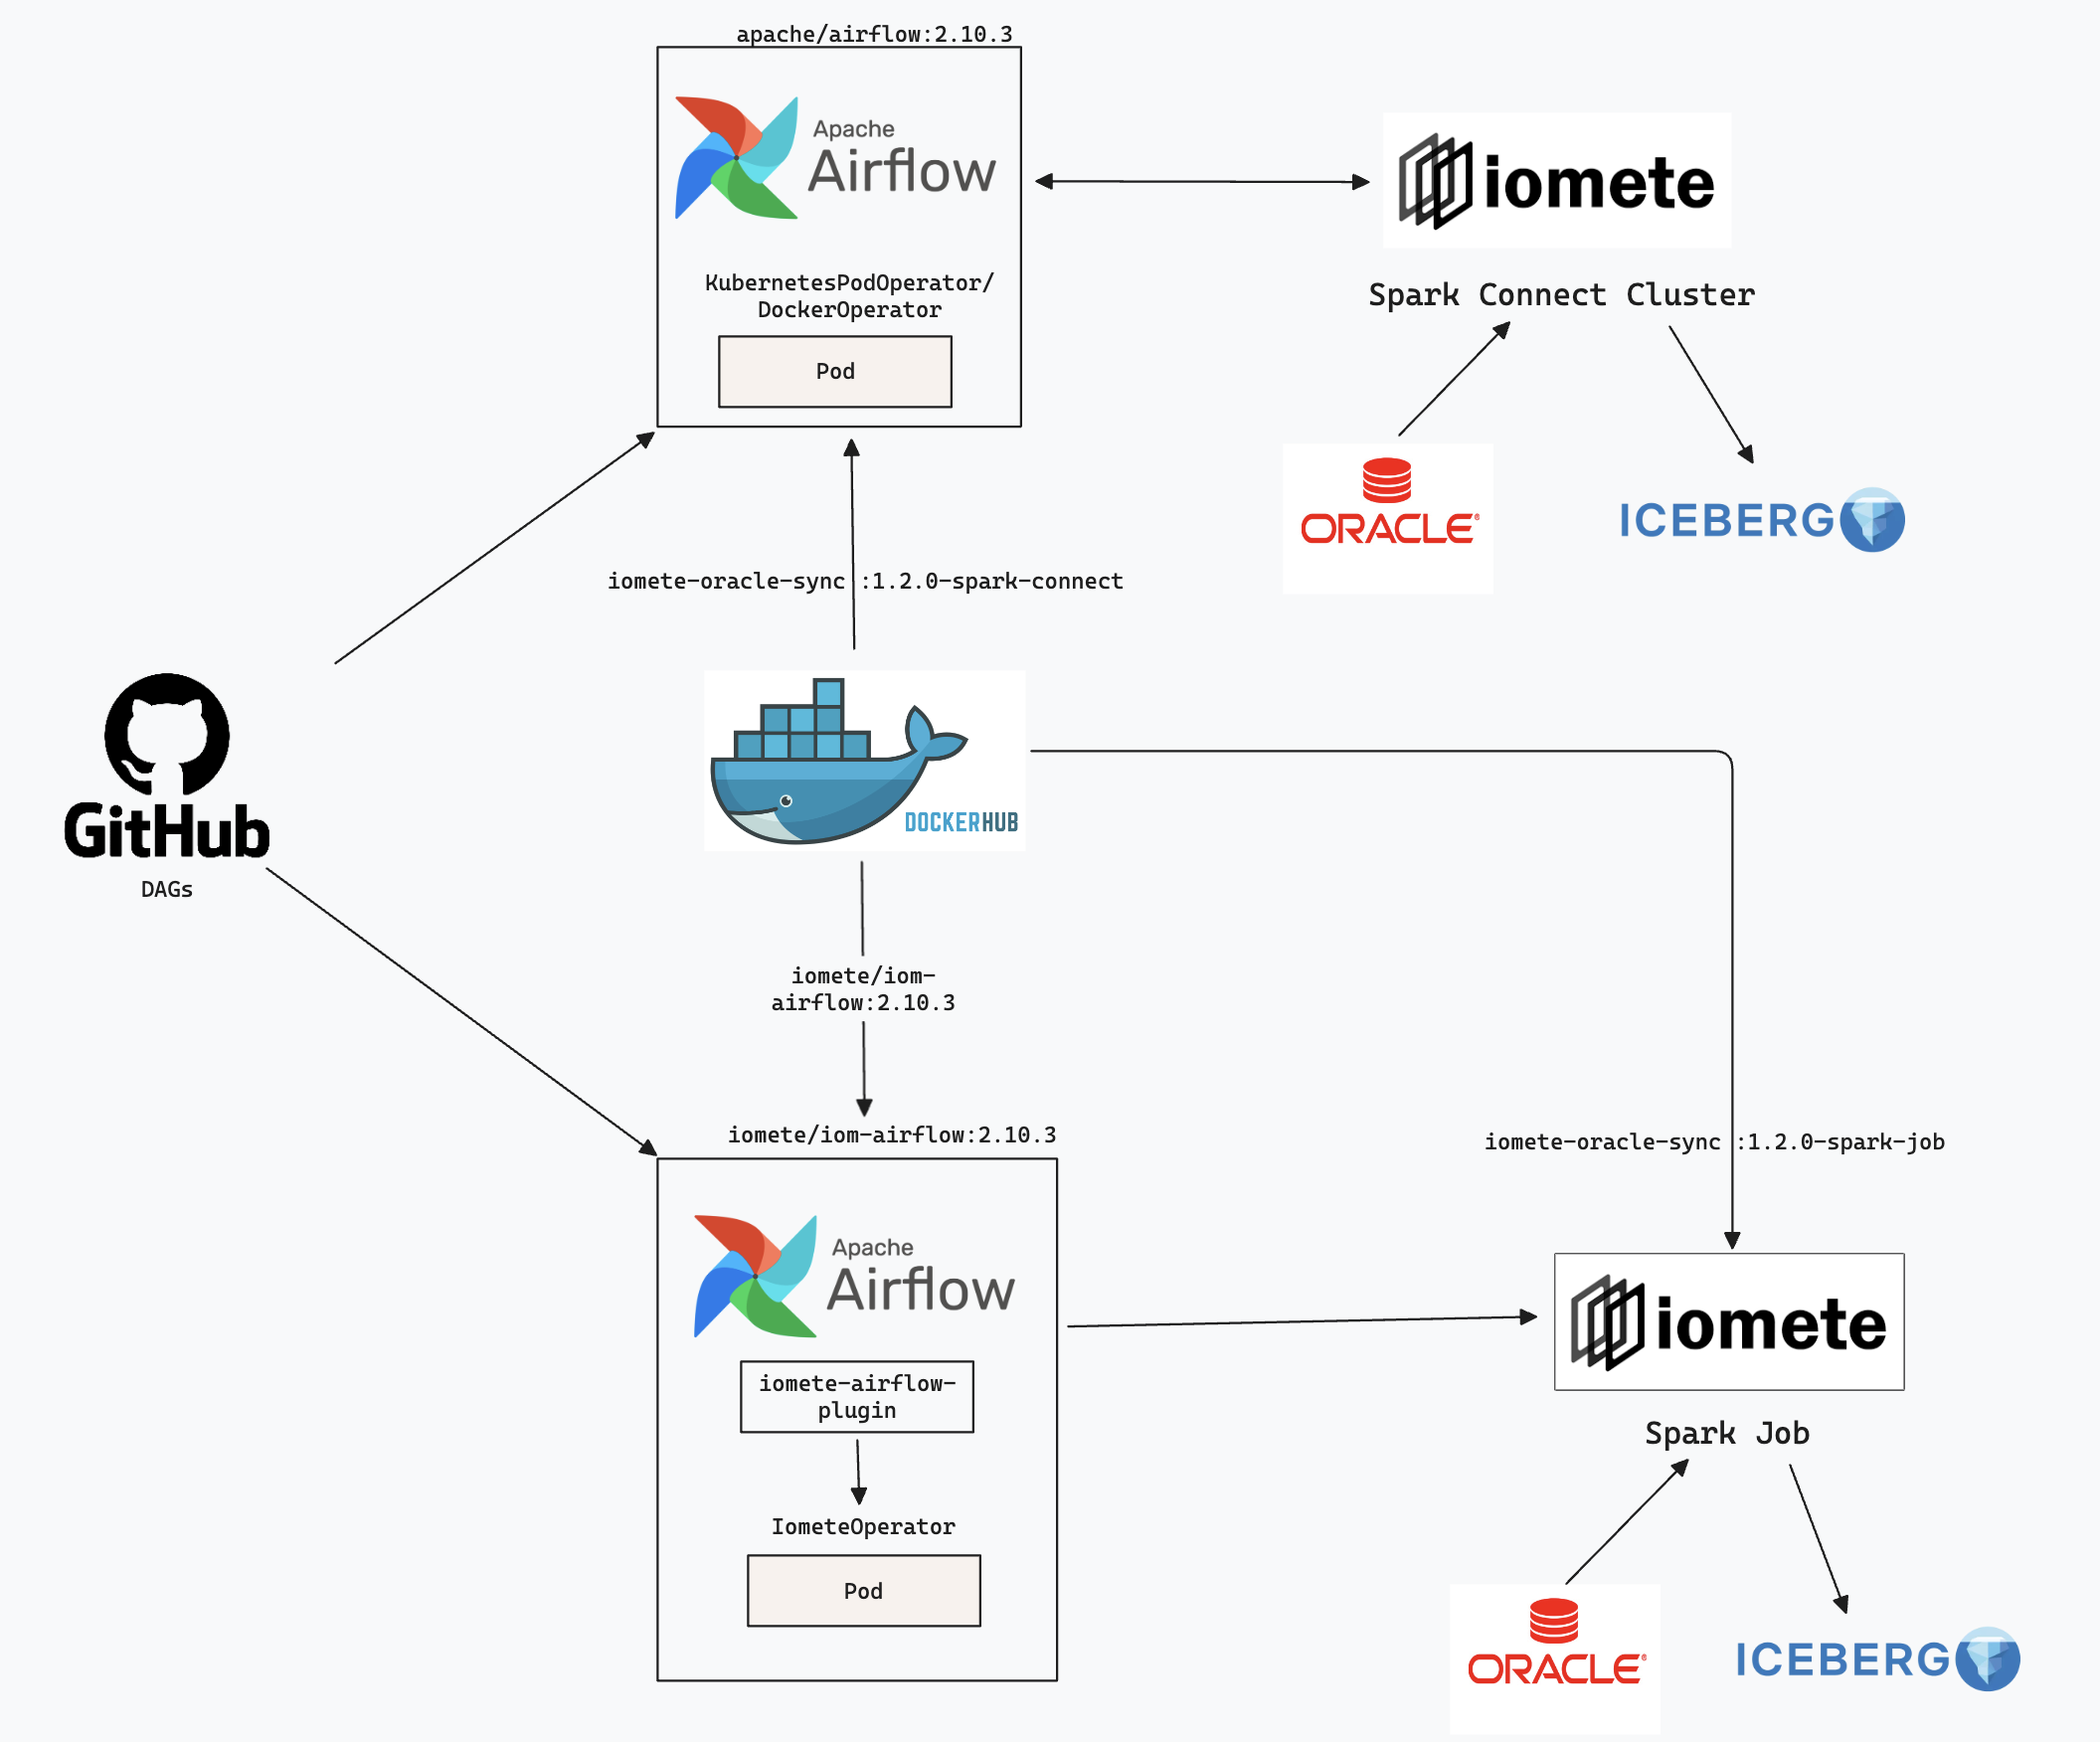 apache/airflow:2.10.3
Apache
Airflow
KubernetesPodOperator/
DockerOperator
Pod
iomete
Spark Connect Cluster
ORACLE®
ICEBERG
iomete-oracle-sync :1.2.0-spark-connect
GitHub
DAGs
DOCKERHUB
iomete/iom-
airflow:2.10.3
iomete/iom-airflow:2.10.3
Apache
Airflow
iomete-airflow-
plugin
IometeOperator
Pod
iomete-oracle-sync :1.2.0-spark-job
iomete
Spark Job
ORACLE®
ICEBERG